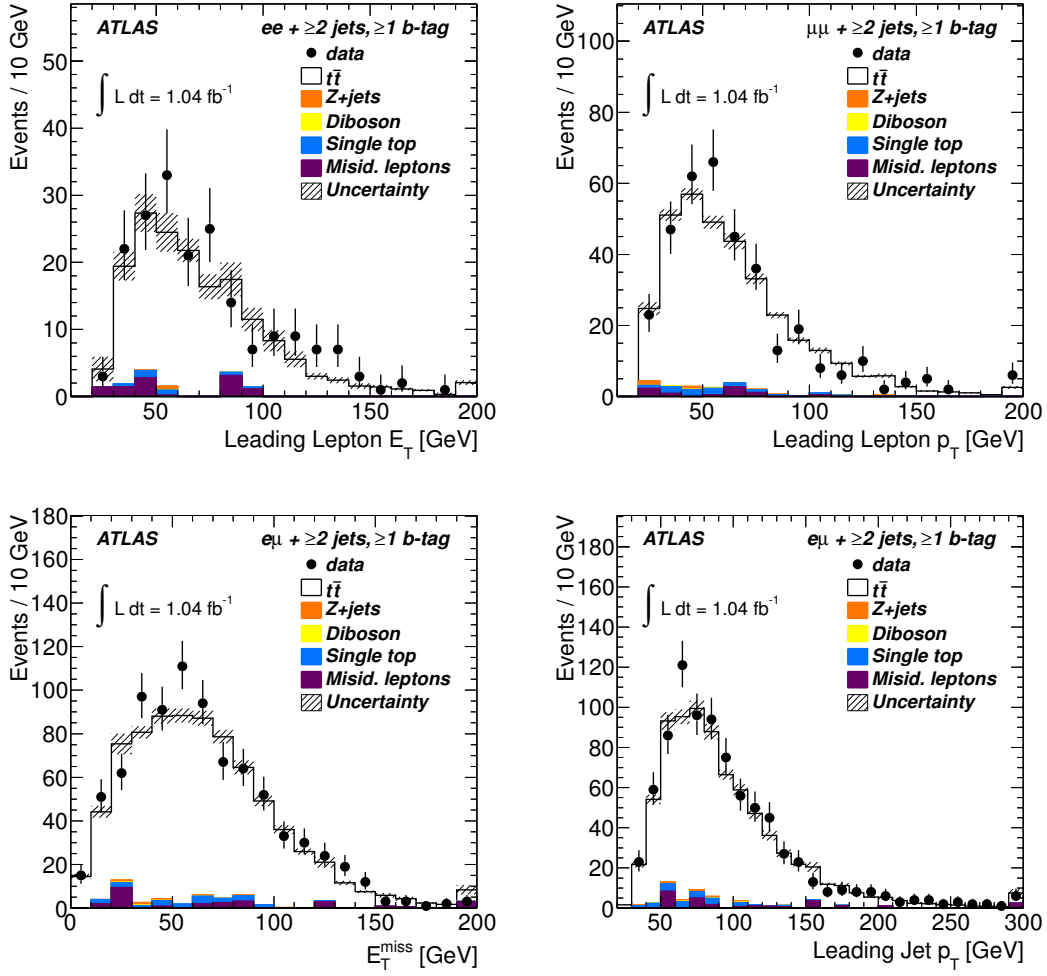 ATLAS
ee + ≥2 jets, ≥1 b-tag
∫ L dt = 1.04 fb⁻¹
data
tt̄
Z+jets
Diboson
Single top
Misid. leptons
Uncertainty
Events / 10 GeV
0
10
20
30
40
50
50
100
150
200
Leading Lepton E_T [GeV]
ATLAS
μμ + ≥2 jets, ≥1 b-tag
∫ L dt = 1.04 fb⁻¹
data
tt̄
Z+jets
Diboson
Single top
Misid. leptons
Uncertainty
Events / 10 GeV
0
20
40
60
80
100
50
100
150
200
Leading Lepton p_T [GeV]
ATLAS
eμ + ≥2 jets, ≥1 b-tag
∫ L dt = 1.04 fb⁻¹
data
tt̄
Z+jets
Diboson
Single top
Misid. leptons
Uncertainty
Events / 10 GeV
0
20
40
60
80
100
120
140
160
180
0
50
100
150
200
E_T^miss [GeV]
ATLAS
eμ + ≥2 jets, ≥1 b-tag
∫ L dt = 1.04 fb⁻¹
data
tt̄
Z+jets
Diboson
Single top
Misid. leptons
Uncertainty
Events / 10 GeV
0
20
40
60
80
100
120
140
160
180
50
100
150
200
250
300
Leading Jet p_T [GeV]